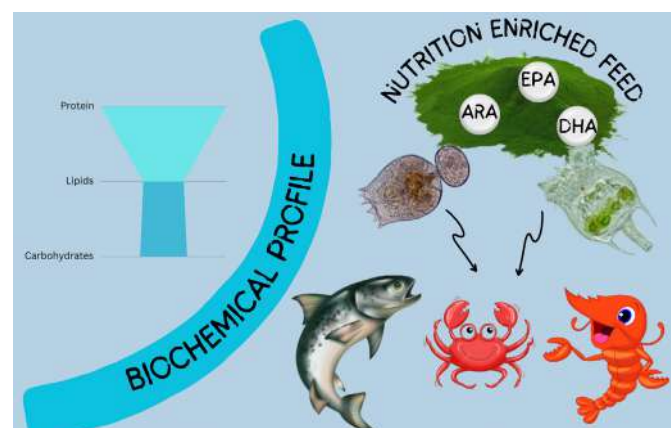 Protein
Lipids
Carbohydrates
BIOCHEMICAL PROFILE
NUTRITION ENRICHED FEED
EPA
ARA
DHA